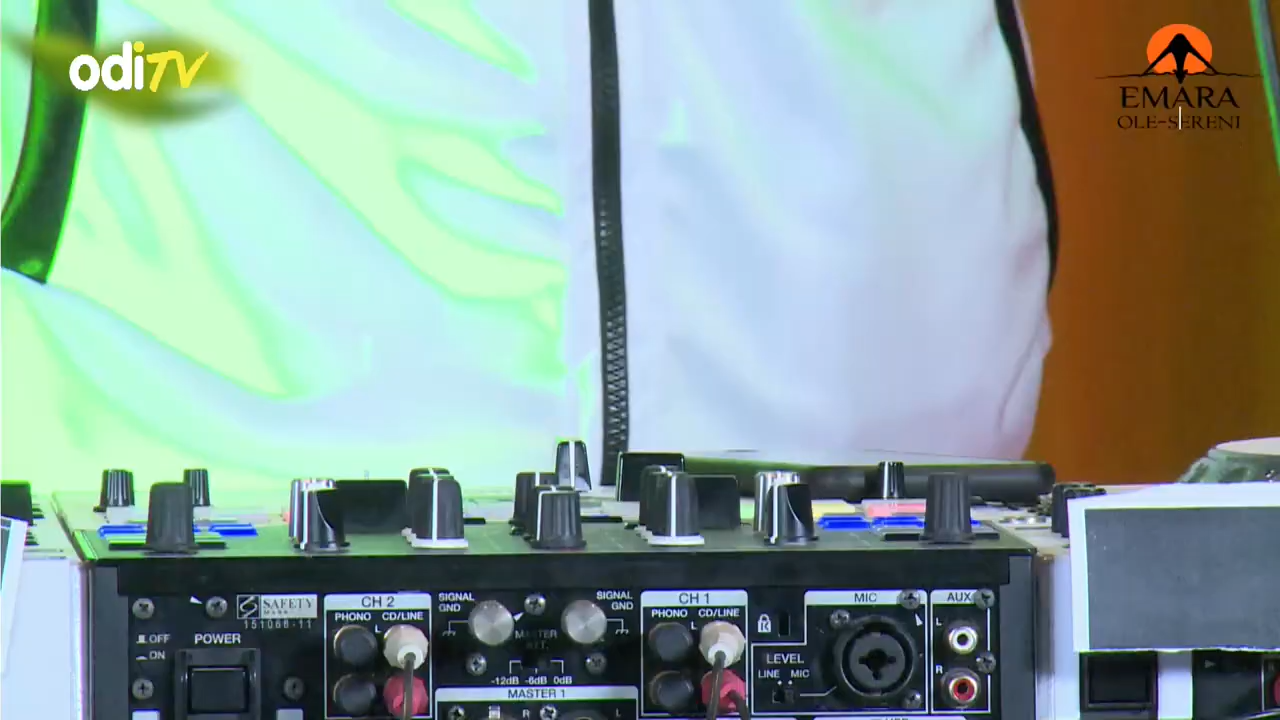 odiTV
EMARA
OLE-SERENI
SAFETY
MARK
151068-11
OFF
ON
POWER
CH 2
PHONO CD/LINE
L
SIGNAL
GND
MASTER
ATT.
-12dB -6dB 0dB
MASTER 1
R L
SIGNAL
GND
CH 1
PHONO CD/LINE
L
LEVEL
LINE MIC
MIC
AUX
L
R